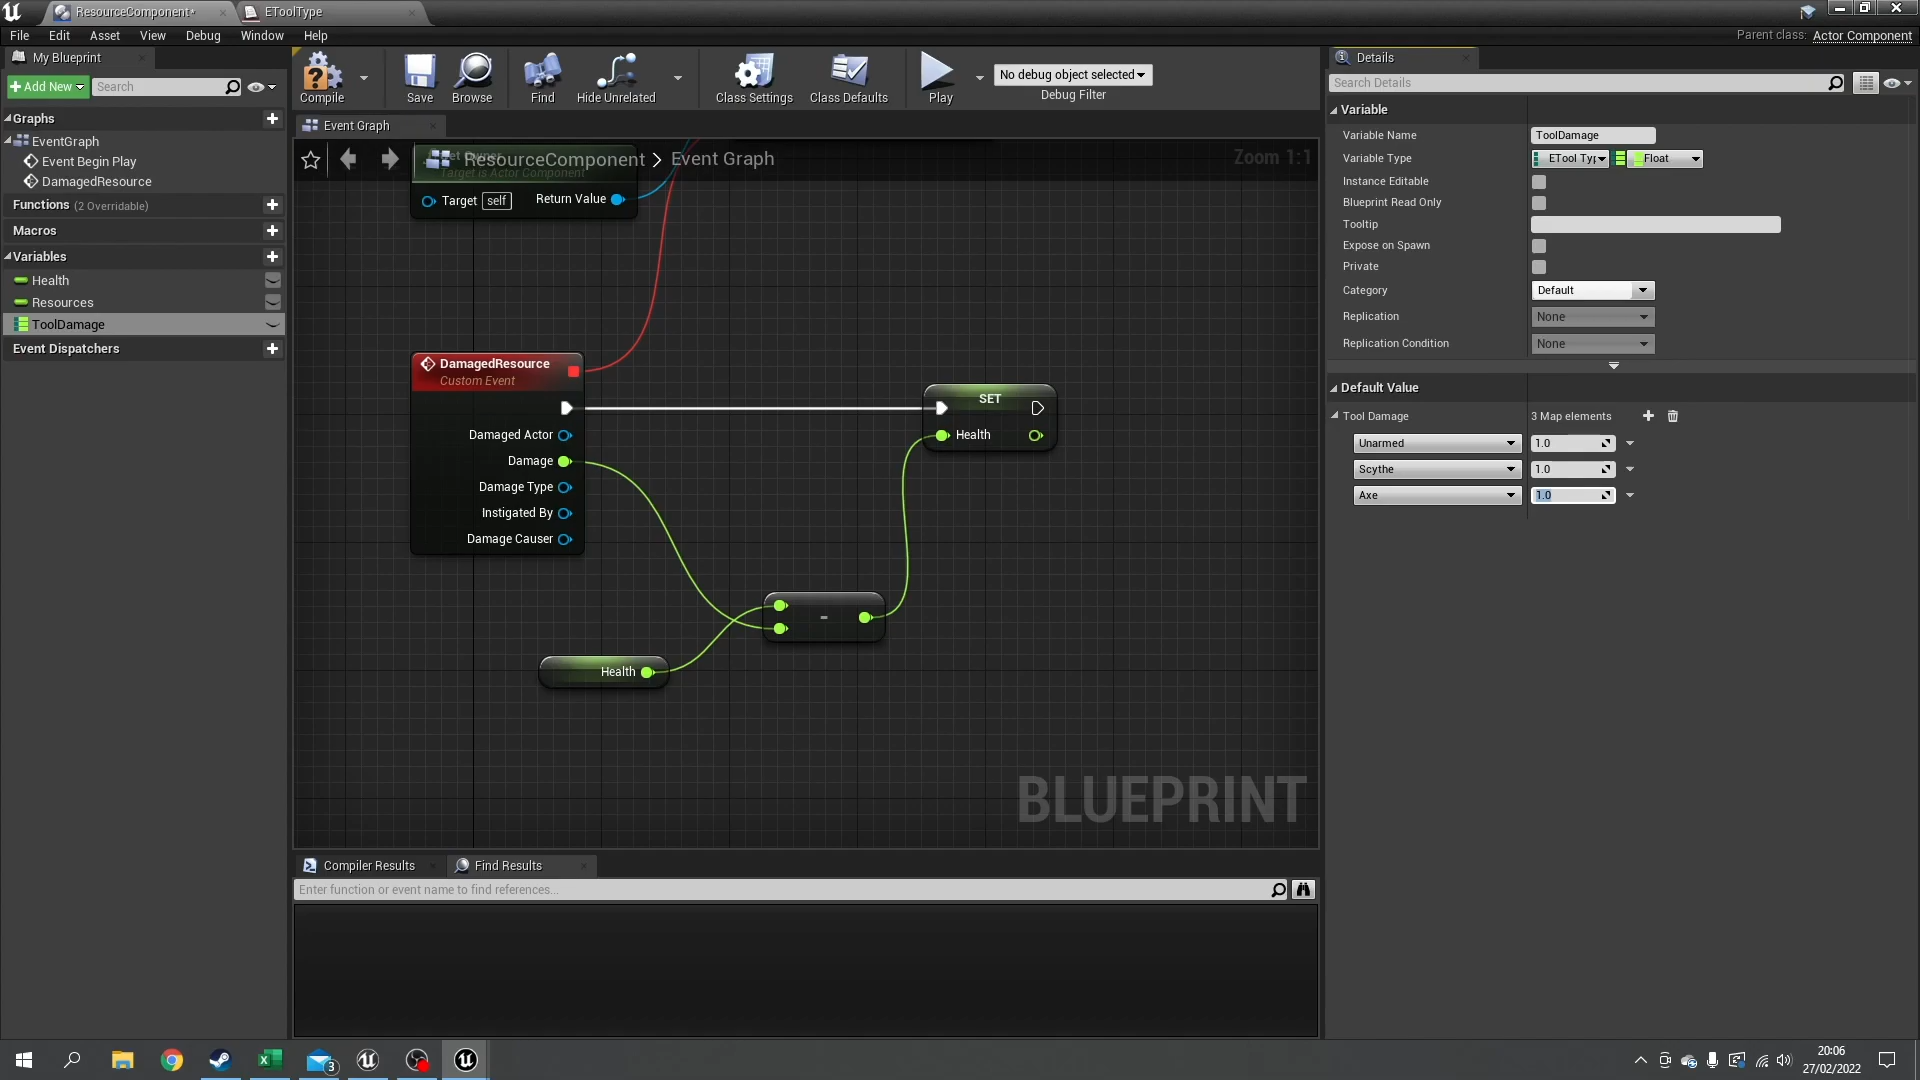 ResourceComponent*
EToolType
File Edit Asset View Debug Window Help
Parent class: Actor Component
My Blueprint
Add New
Search
Graphs
EventGraph
Event Begin Play
DamagedResource
Functions (2 Overridable)
Macros
Variables
Health
Resources
ToolDamage
Event Dispatchers
Compile
Save
Browse
Find
Hide Unrelated
Class Settings
Class Defaults
Play
No debug object selected
Debug Filter
Event Graph
ResourceComponent > Event Graph
Zoom 1:1
Target is Actor Component
Target self Return Value
DamagedResource
Custom Event
Damaged Actor
Damage
Damage Type
Instigated By
Damage Causer
SET
Health
-
Health
BLUEPRINT
Compiler Results
Find Results
Enter function or event name to find references...
Details
Search Details
Variable
Variable Name ToolDamage
Variable Type ETool Typ Float
Instance Editable
Blueprint Read Only
Tooltip
Expose on Spawn
Private
Category Default
Replication None
Replication Condition None
Default Value
Tool Damage 3 Map elements
Unarmed 1.0
Scythe 1.0
Axe 1.0
3
20:06
27/02/2022